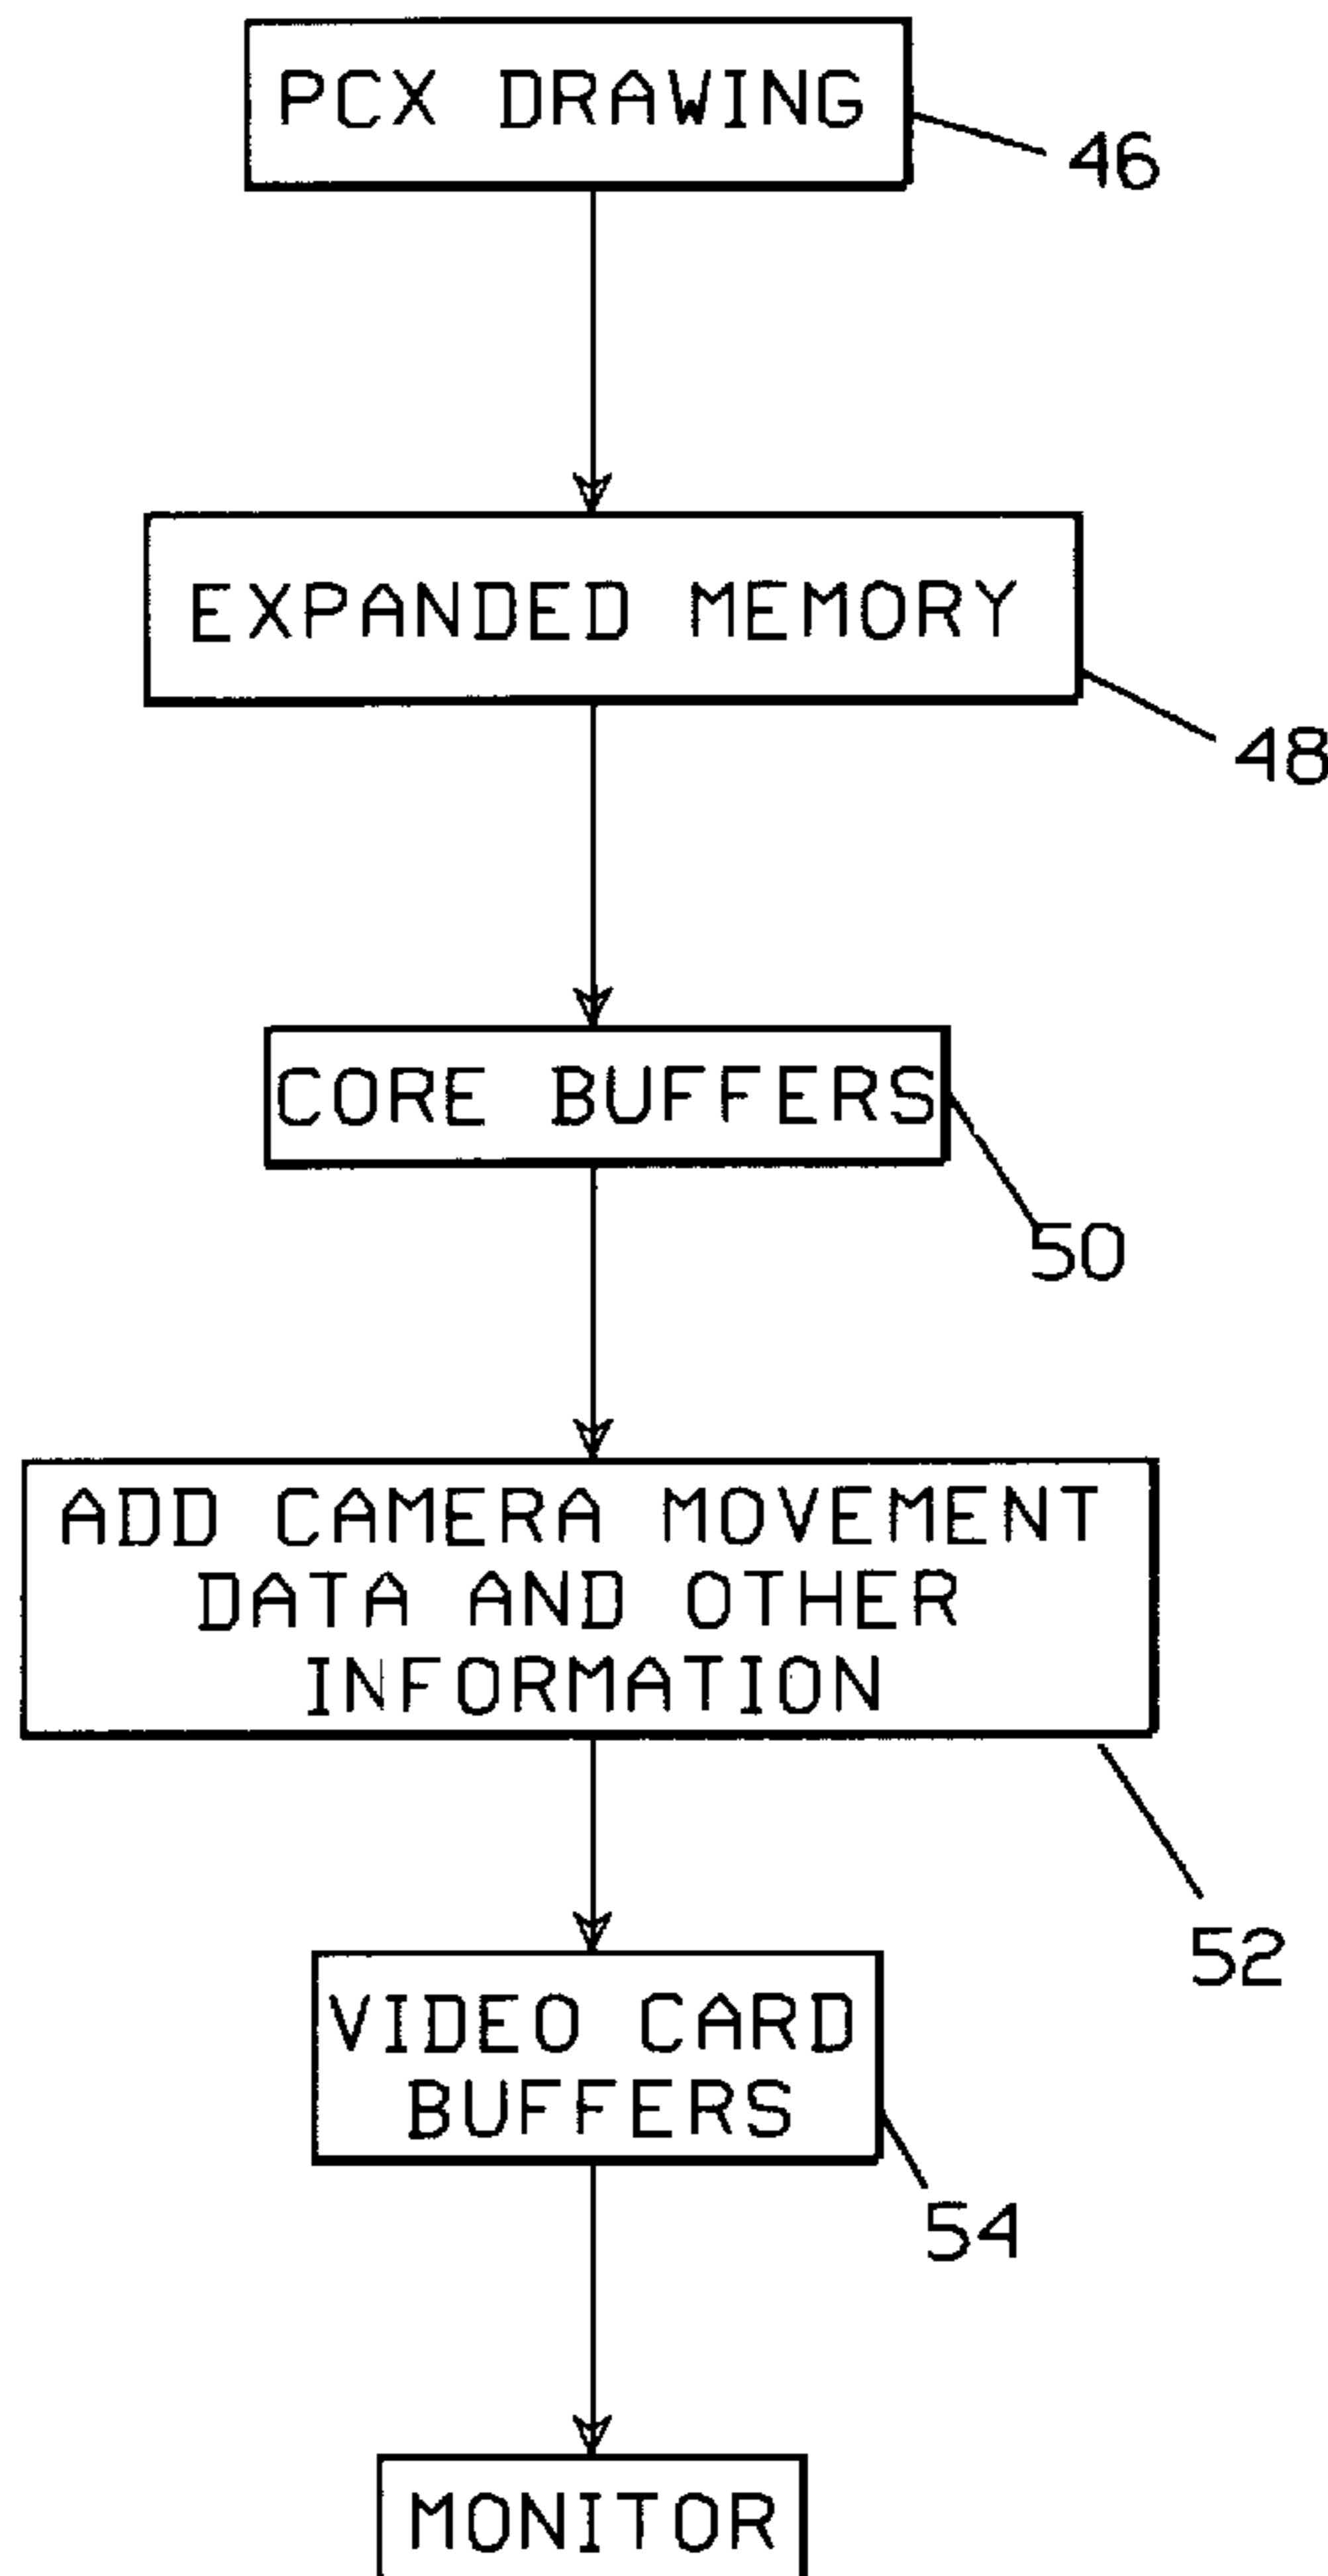 PCX DRAWING
46
EXPANDED MEMORY
48
CORE BUFFERS
50
ADD CAMERA MOVEMENT
DATA AND OTHER
INFORMATION
52
VIDEO CARD
BUFFERS
54
MONITOR